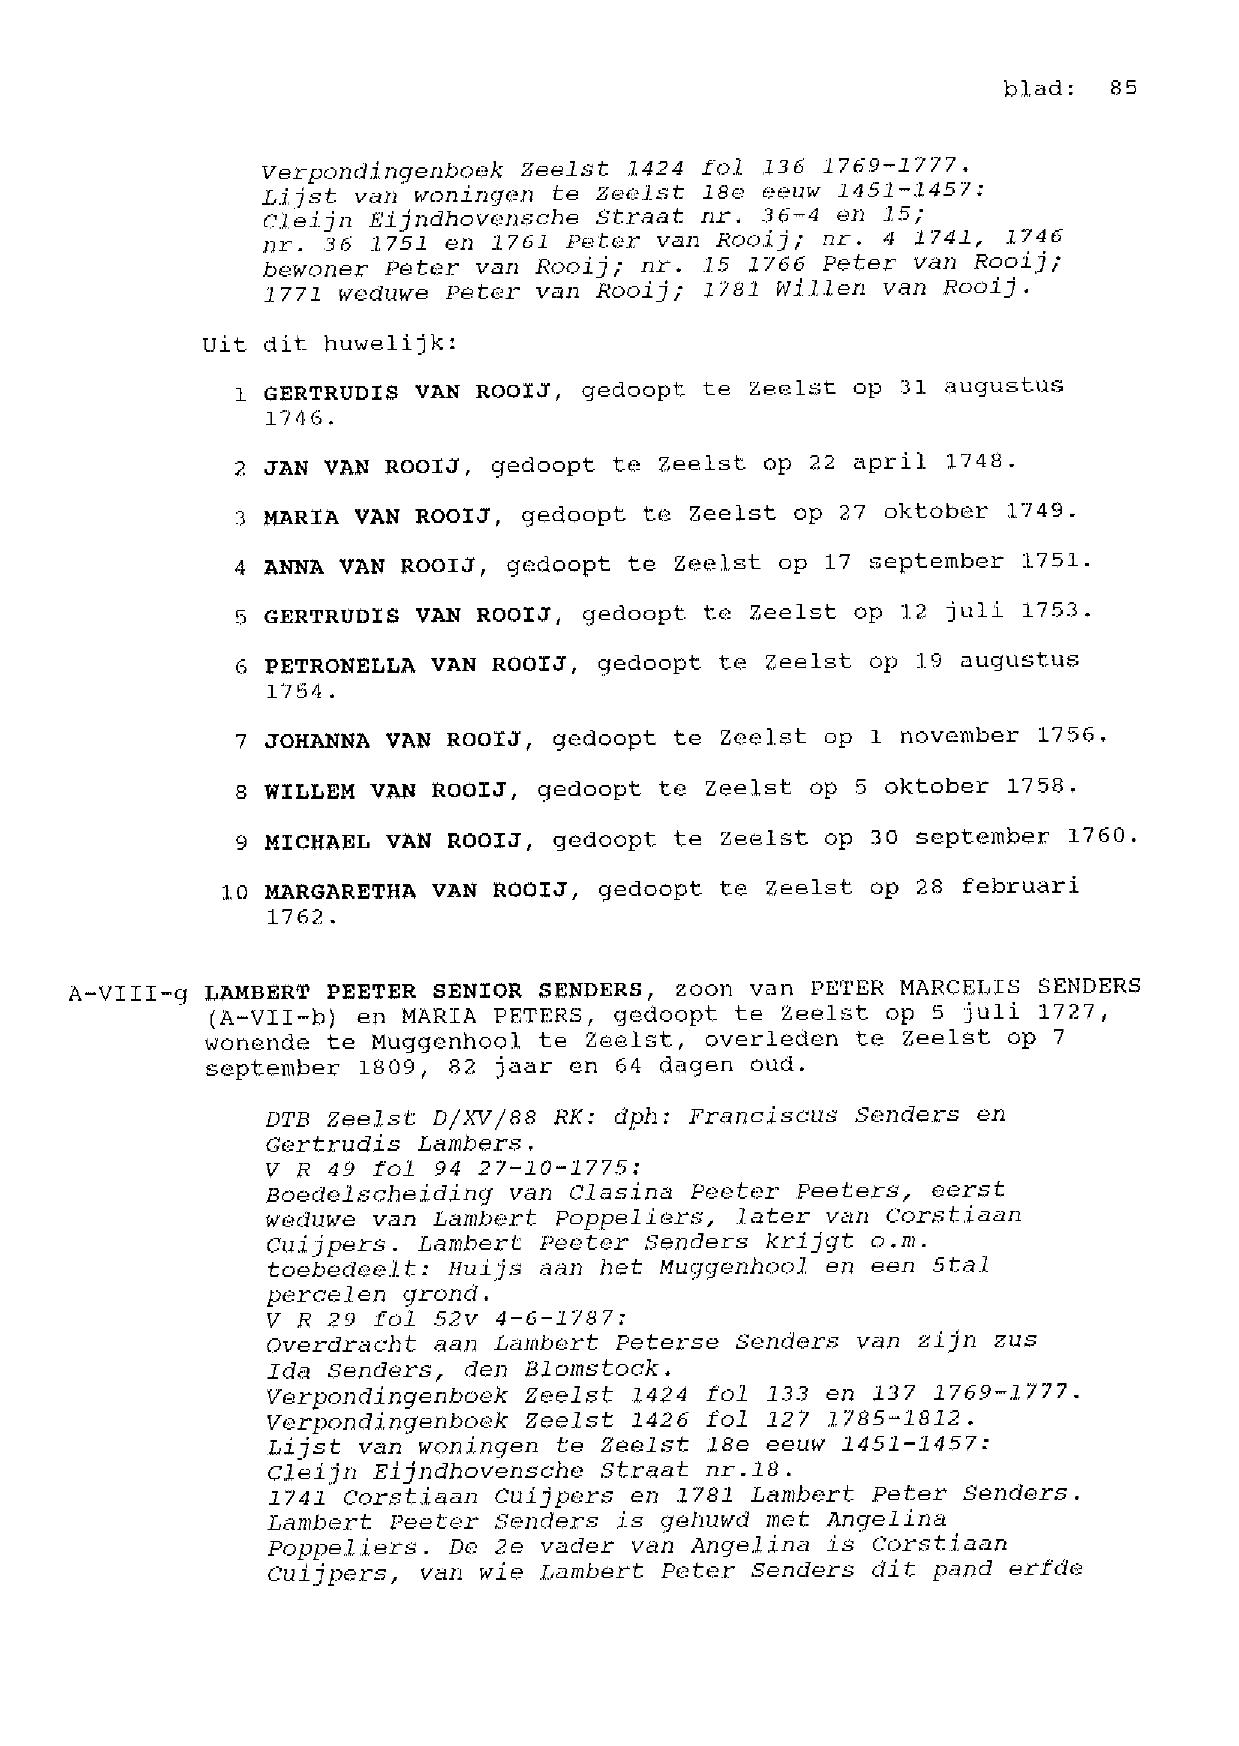 blad: 85
Verpondingenboek Zeelst 1424 fol 136 1769-1777.
Lijst van woningen te Zeelst 18e eeuw 1451-1457:
Cleijn Eijndhovensche Straat nr. 36-4 en 15;
nr. 36 1751 en 1761 Peter van Rooij; nr. 4 1741, 1746
bewoner Peter van Rooij; nr. 15 1766 Peter van Rooij;
1771 weduwe Peter van Rooij; 1781 Willen van Rooij.
Uit dit huwelijk:
1 GERTRUDIS VAN ROOIJ, gedoopt te Zeelst op 31 augustus
1746.
2 JAN VAN ROOIJ, gedoopt te Zeelst op 22 april 1748.
3 MARIA VAN ROOIJ, gedoopt te Zeelst op 27 oktober 1749.
4 ANNA VAN ROOIJ, gedoopt te Zeelst op 17 september 1751.
5 GERTRUDIS VAN ROOIJ, gedoopt te Zeelst op 12 juli 1753.
6 PETRONELLA VAN ROOIJ, gedoopt te Zeelst op 19 augustus
1754.
7 JOHANNA VAN ROOIJ, gedoopt te Zeelst op 1 november 1756.
8 WILLEM VAN ROOIJ, gedoopt te Zeelst op 5 oktober 1758.
9 MICHAEL VAN ROOIJ, gedoopt te Zeelst op 30 september 1760.
10 MARGARETHA VAN ROOIJ, gedoopt te Zeelst op 28 februari
1762.
A-VIII-g LAMBERT PEETER SENIOR SENDERS, zoon van PETER MARCELIS SENDERS
(A-VII-b) en MARIA PETERS, gedoopt te Zeelst op 5 juli 1727,
wonende te Muggenhool te Zeelst, overleden te Zeelst op 7
september 1809, 82 jaar en 64 dagen oud.
DTB Zeelst D/XV/88 RK: dph: Franciscus Senders en
Gertrudis Lambers.
V R 49 fol 94 27-10-1775:
Boedelscheiding van Clasina Peeter Peeters, eerst
weduwe van Lambert Poppeliers, later van Corstiaan
Cuijpers. Lambert Peeter Senders krijgt o.m.
toebedeelt: Huijs aan het Muggenhool en een 5tal
percelen grond.
V R 29 fol 52v 4-6-1787:
Overdracht aan Lambert Peterse Senders van zijn zus
Ida Senders, den Blomstock.
Verpondingenboek Zeelst 1424 fol 133 en 137 1769-1777.
Verpondingenboek Zeelst 1426 fol 127 1785-1812.
Lijst van woningen te Zeelst 18e eeuw 1451-1457:
Cleijn Eijndhovensche Straat nr.18.
1741 Corstiaan Cuijpers en 1781 Lambert Peter Senders.
Lambert Peeter Senders is gehuwd met Angelina
Poppeliers. De 2e vader van Angelina is Corstiaan
Cuijpers, van wie Lambert Peter Senders dit pand erfde